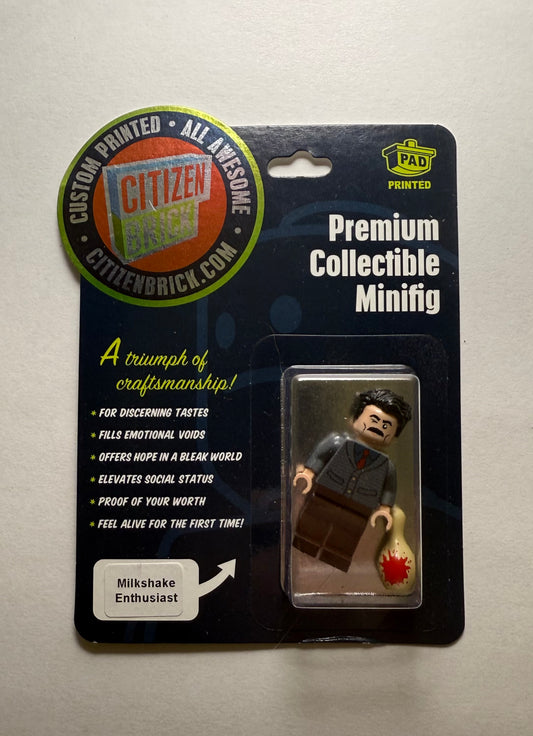 CUSTOM PRINTED • ALL AWESOME • CITIZENBRICK.COM •
CITIZEN
BRICK
PAD
PRINTED
Premium
Collectible
Minifig
A triumph of
craftsmanship!
* FOR DISCERNING TASTES
* FILLS EMOTIONAL VOIDS
* OFFERS HOPE IN A BLEAK WORLD
* ELEVATES SOCIAL STATUS
* PROOF OF YOUR WORTH
* FEEL ALIVE FOR THE FIRST TIME!
Milkshake
Enthusiast